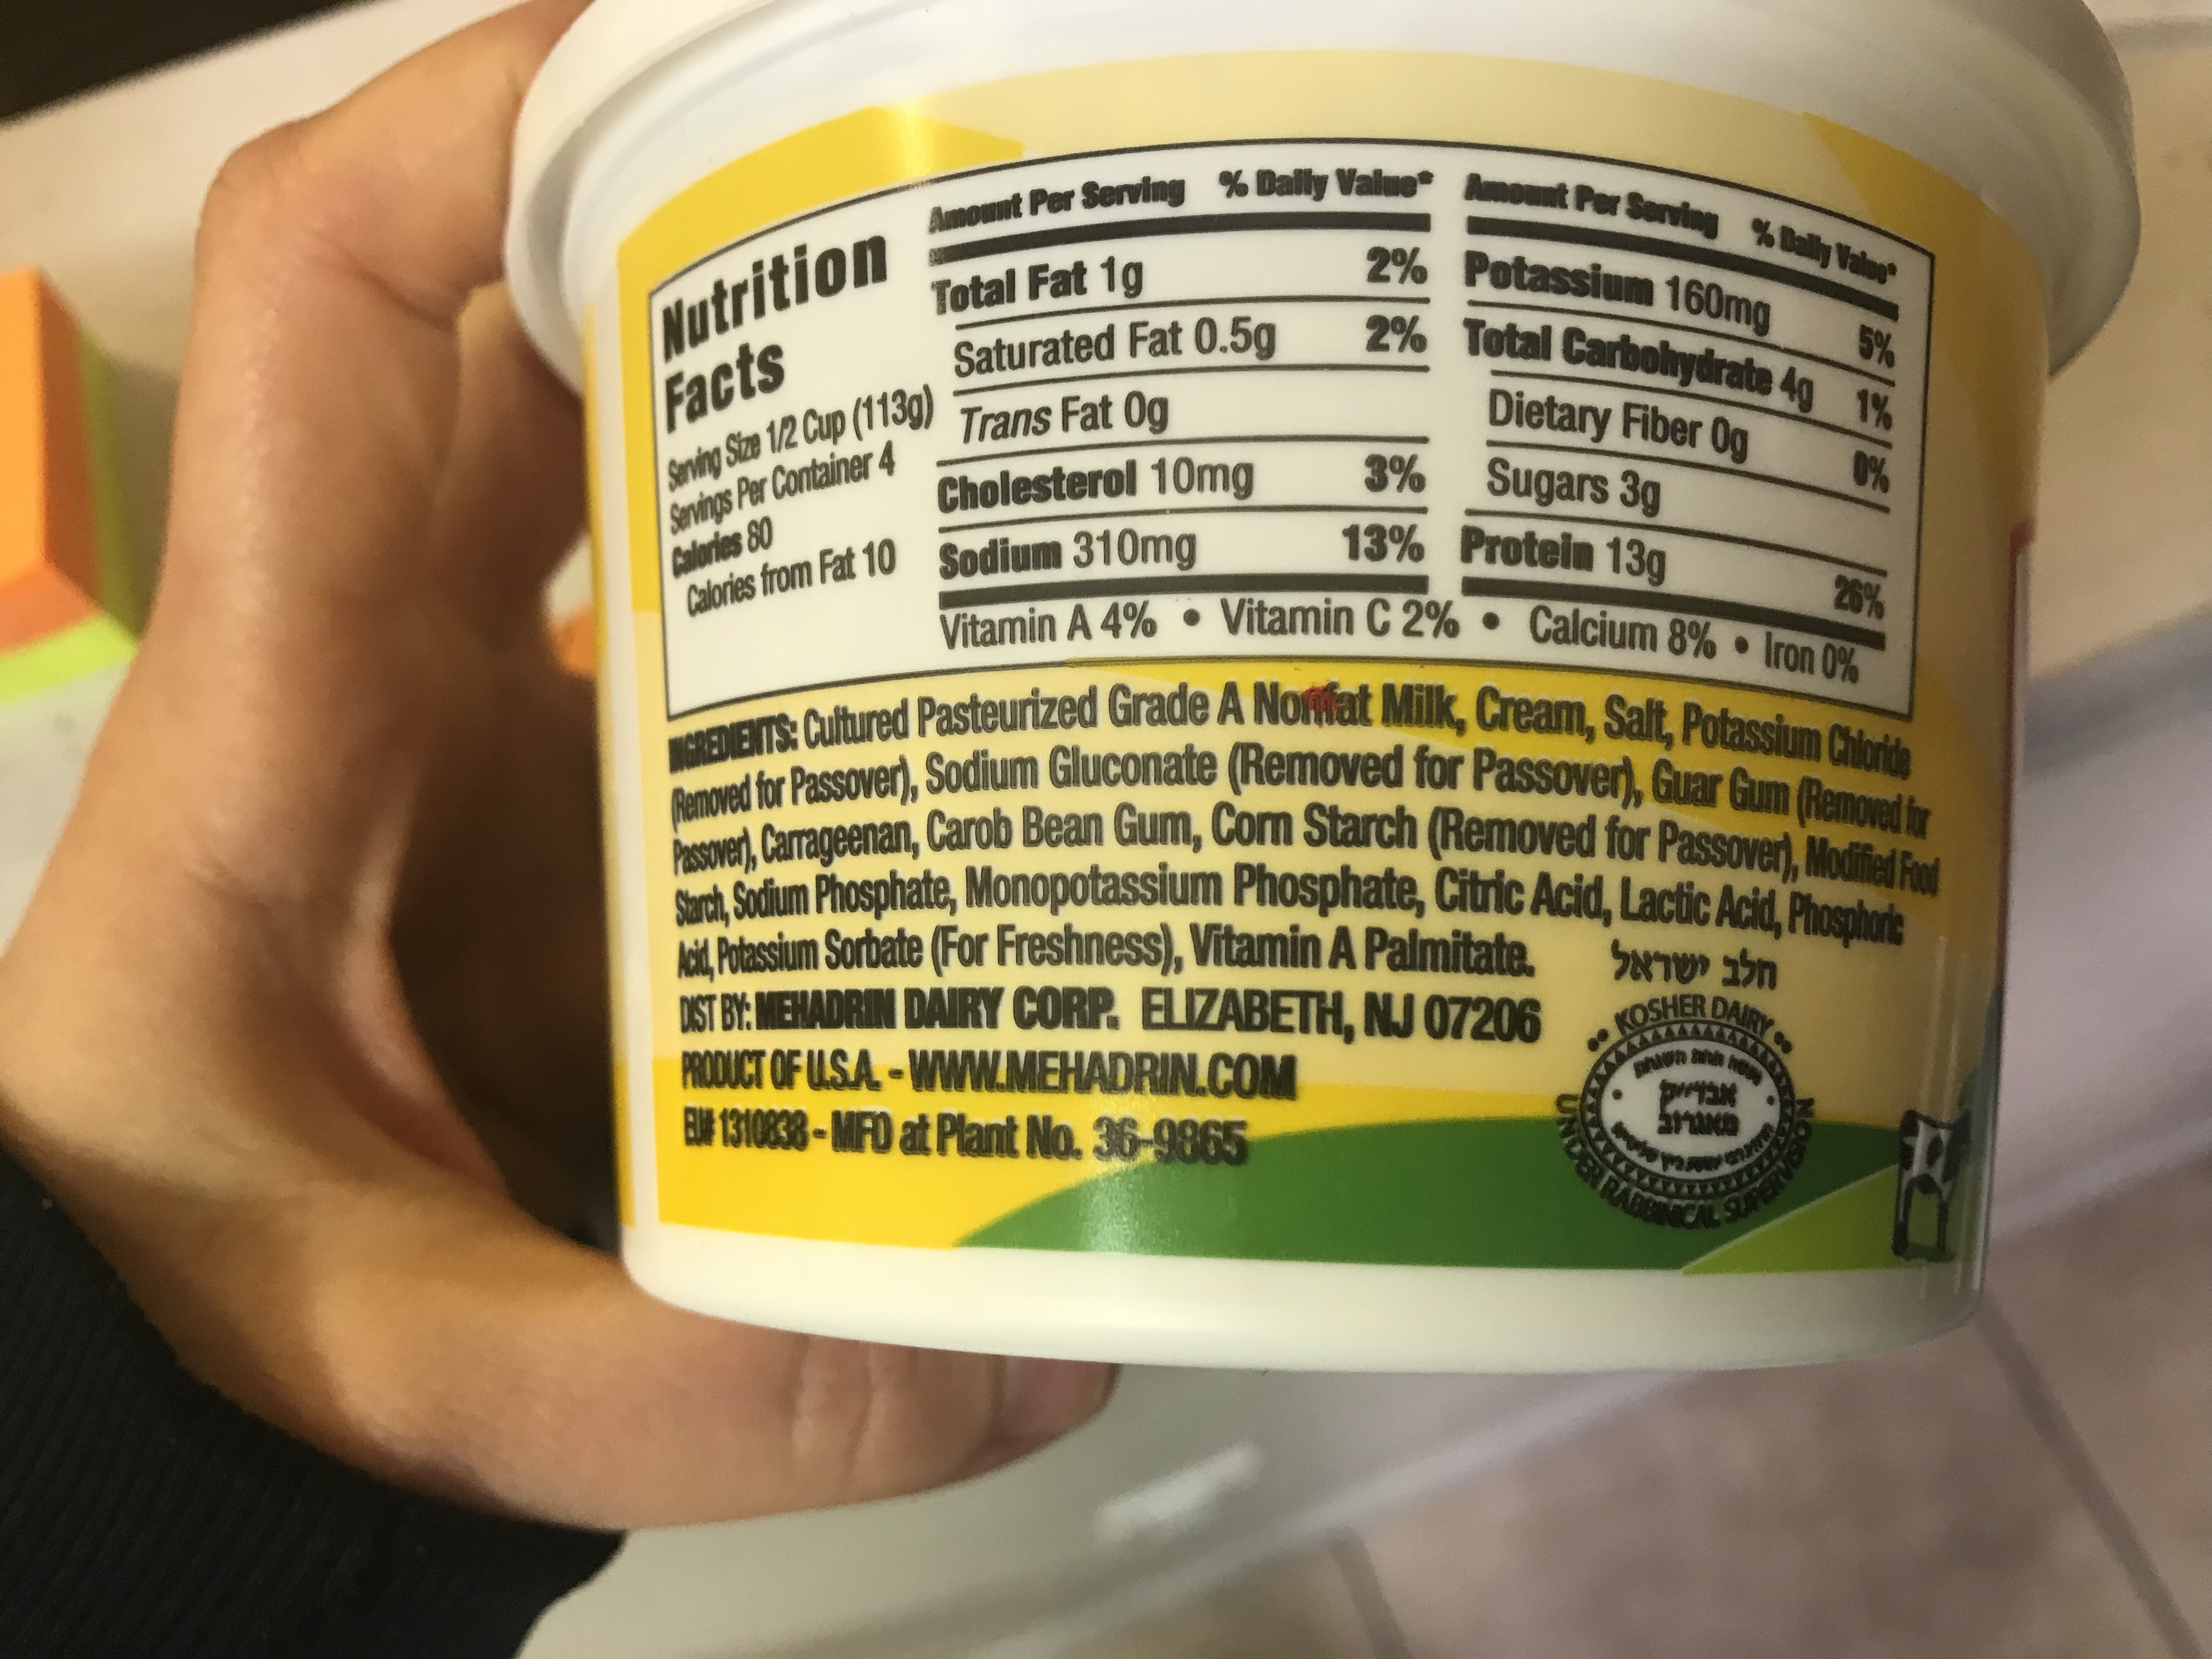 Nutrition
Facts
Serving Size 1/2 Cup (113g)
Servings Per Container 4
Calories 80
Calories from Fat 10
Amount Per Serving % Daily Value*
Total Fat 1g 2%
Saturated Fat 0.5g 2%
Trans Fat 0g
Cholesterol 10mg 3%
Sodium 310mg 13%
Amount Per Serving % Daily Value*
Potassium 160mg 5%
Total Carbohydrate 4g 1%
Dietary Fiber 0g 0%
Sugars 3g
Protein 13g 26%
Vitamin A 4% • Vitamin C 2% • Calcium 8% • Iron 0%
INGREDIENTS: Cultured Pasteurized Grade A Nonfat Milk, Cream, Salt, Potassium Chloride
(Removed for Passover), Sodium Gluconate (Removed for Passover), Guar Gum (Removed for
Passover), Carrageenan, Carob Bean Gum, Corn Starch (Removed for Passover), Modified Food
Starch, Sodium Phosphate, Monopotassium Phosphate, Citric Acid, Lactic Acid, Phosphoric
Acid, Potassium Sorbate (For Freshness), Vitamin A Palmitate.
DIST BY: MEHADRIN DAIRY CORP. ELIZABETH, NJ 07206
PRODUCT OF U.S.A. - WWW.MEHADRIN.COM
EU# 1310838 - MFD at Plant No. 36-9865
חלב ישראל
KOSHER DAIRY
UNDER RABBINICAL SUPERVISION